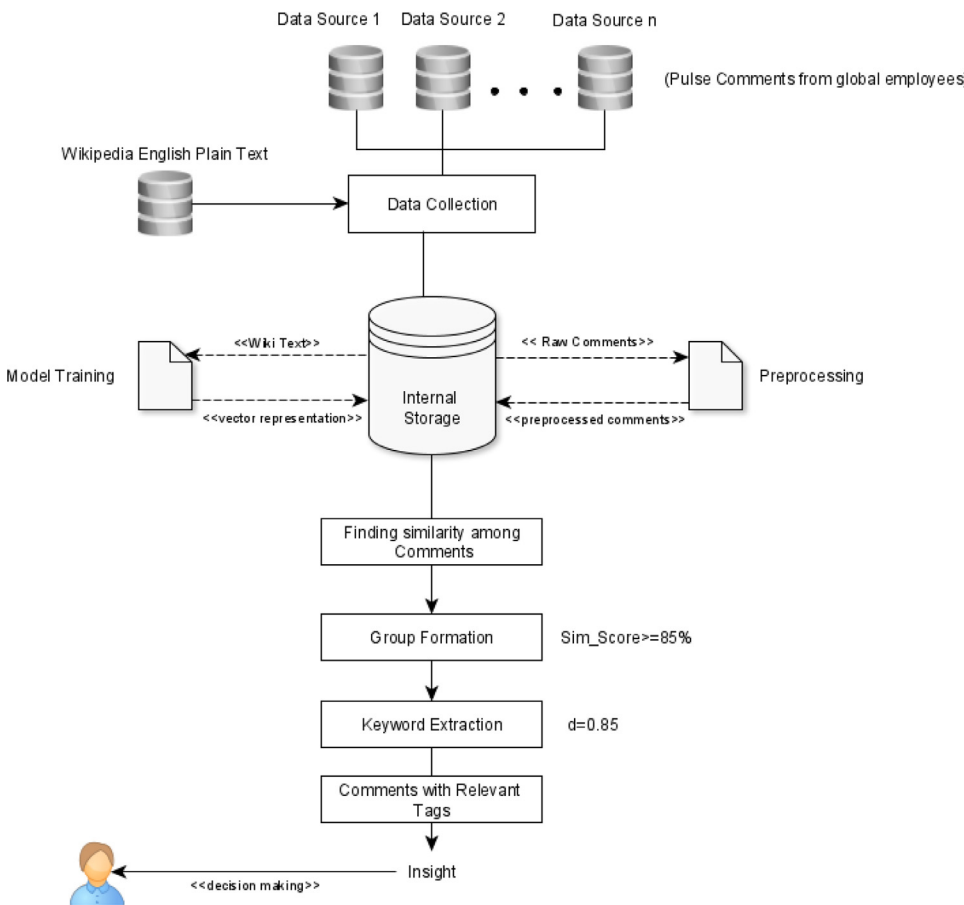 Data Source 1
Data Source 2
Data Source n
(Pulse Comments from global employees
Wikipedia English Plain Text
Data Collection
<<Wiki Text>>
<< Raw Comments>>
Model Training
Internal
Storage
Preprocessing
<<vector representation>>
<<preprocessed comments>>
Finding similarity among
Comments
Group Formation
Sim_Score>=85%
Keyword Extraction
d=0.85
Comments with Relevant
Tags
Insight
<<decision making>>